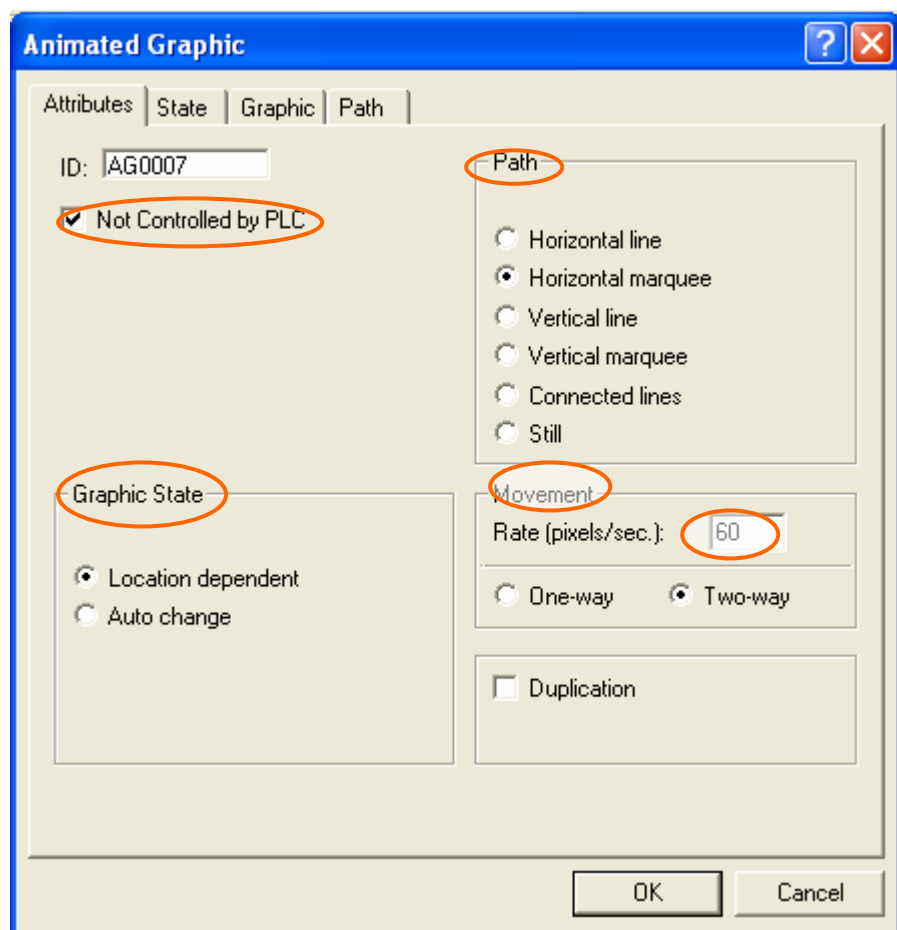 Animated Graphic
Attributes State Graphic Path
ID: AG0007
Not Controlled by PLC
Path
Horizontal line
Horizontal marquee
Vertical line
Vertical marquee
Connected lines
Still
Graphic State
Location dependent
Auto change
Movement
Rate (pixels/sec.): 60
One-way Two-way
Duplication
OK Cancel